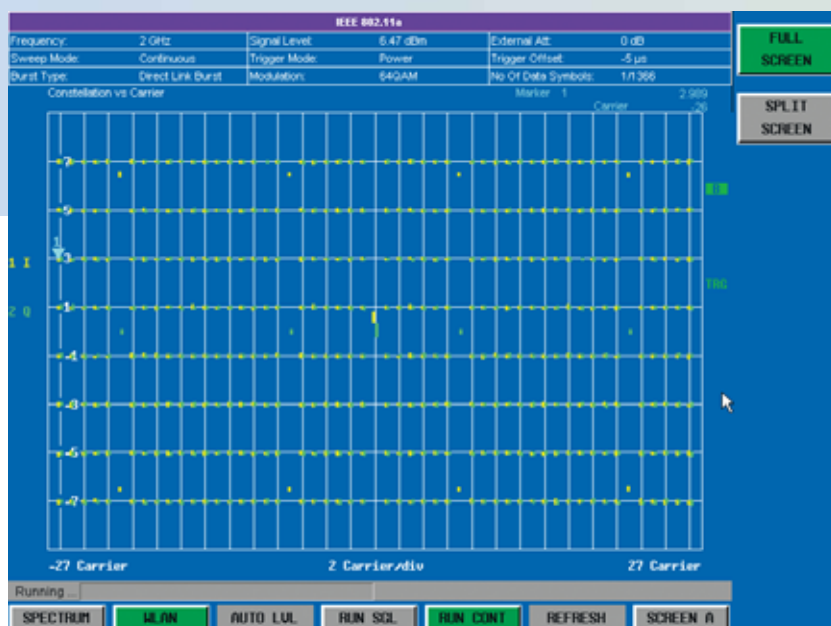 IEEE 802.11a
Frequency: 2 GHz Signal Level: 6.47 dBm External Att: 0 dB
Sweep Mode: Continuous Trigger Mode: Power Trigger Offset: -5 µs
Burst Type: Direct Link Burst Modulation: 64QAM No Of Data Symbols: 1/1366
Constellation vs Carrier Marker 1 2.989
Carrier -26
FULL
SCREEN
SPLIT
SCREEN
7
5
1
3
1
-1
-3
-5
-7
1 I
2 Q
B
TRG
-27 Carrier 2 Carrier/div 27 Carrier
Running ...
SPECTRUM WLAN AUTO LVL RUN SGL RUN CONT REFRESH SCREEN A